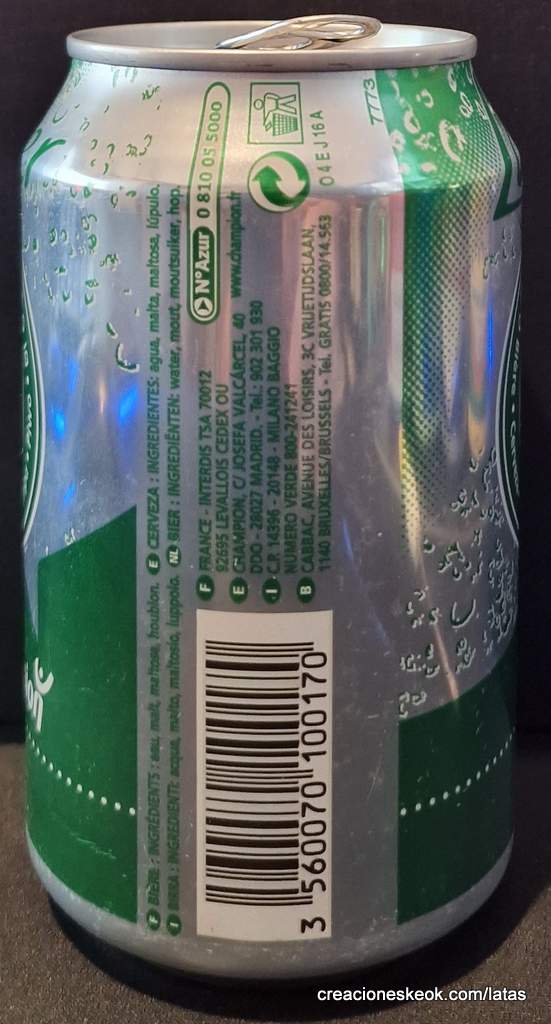 F BIÈRE : INGRÉDIENTS : eau, malt, maltose, houblon. E CERVEZA : INGREDIENTES: agua, malta, maltosa, lúpulo.
I BIRRA : INGREDIENTI: acqua, malto, maltosio, luppolo. NL BIER : INGREDIËNTEN: water, mout, moutsuiker, hop.
N°Azur 0 810 05 5000
www.champion.fr
F FRANCE - INTERDIS TSA 70012
92695 LEVALLOIS CEDEX OU
E CHAMPION, C/ JOSEFA VALCÁRCEL, 40
DDO - 28027 MADRID. - Tel.: 902 301 930
I C.P. 14396 - 20148 - MILANO BAGGIO
NUMERO VERDE 800-241241
B CABBAC, AVENUE DES LOISIRS, 3C VRIJETIJDSLAAN,
1140 BRUXELLES/BRUSSELS - Tel. GRATIS 0800/14.563
04EJ16A
7773
3 560070 100170
creacioneskeok.com/latas